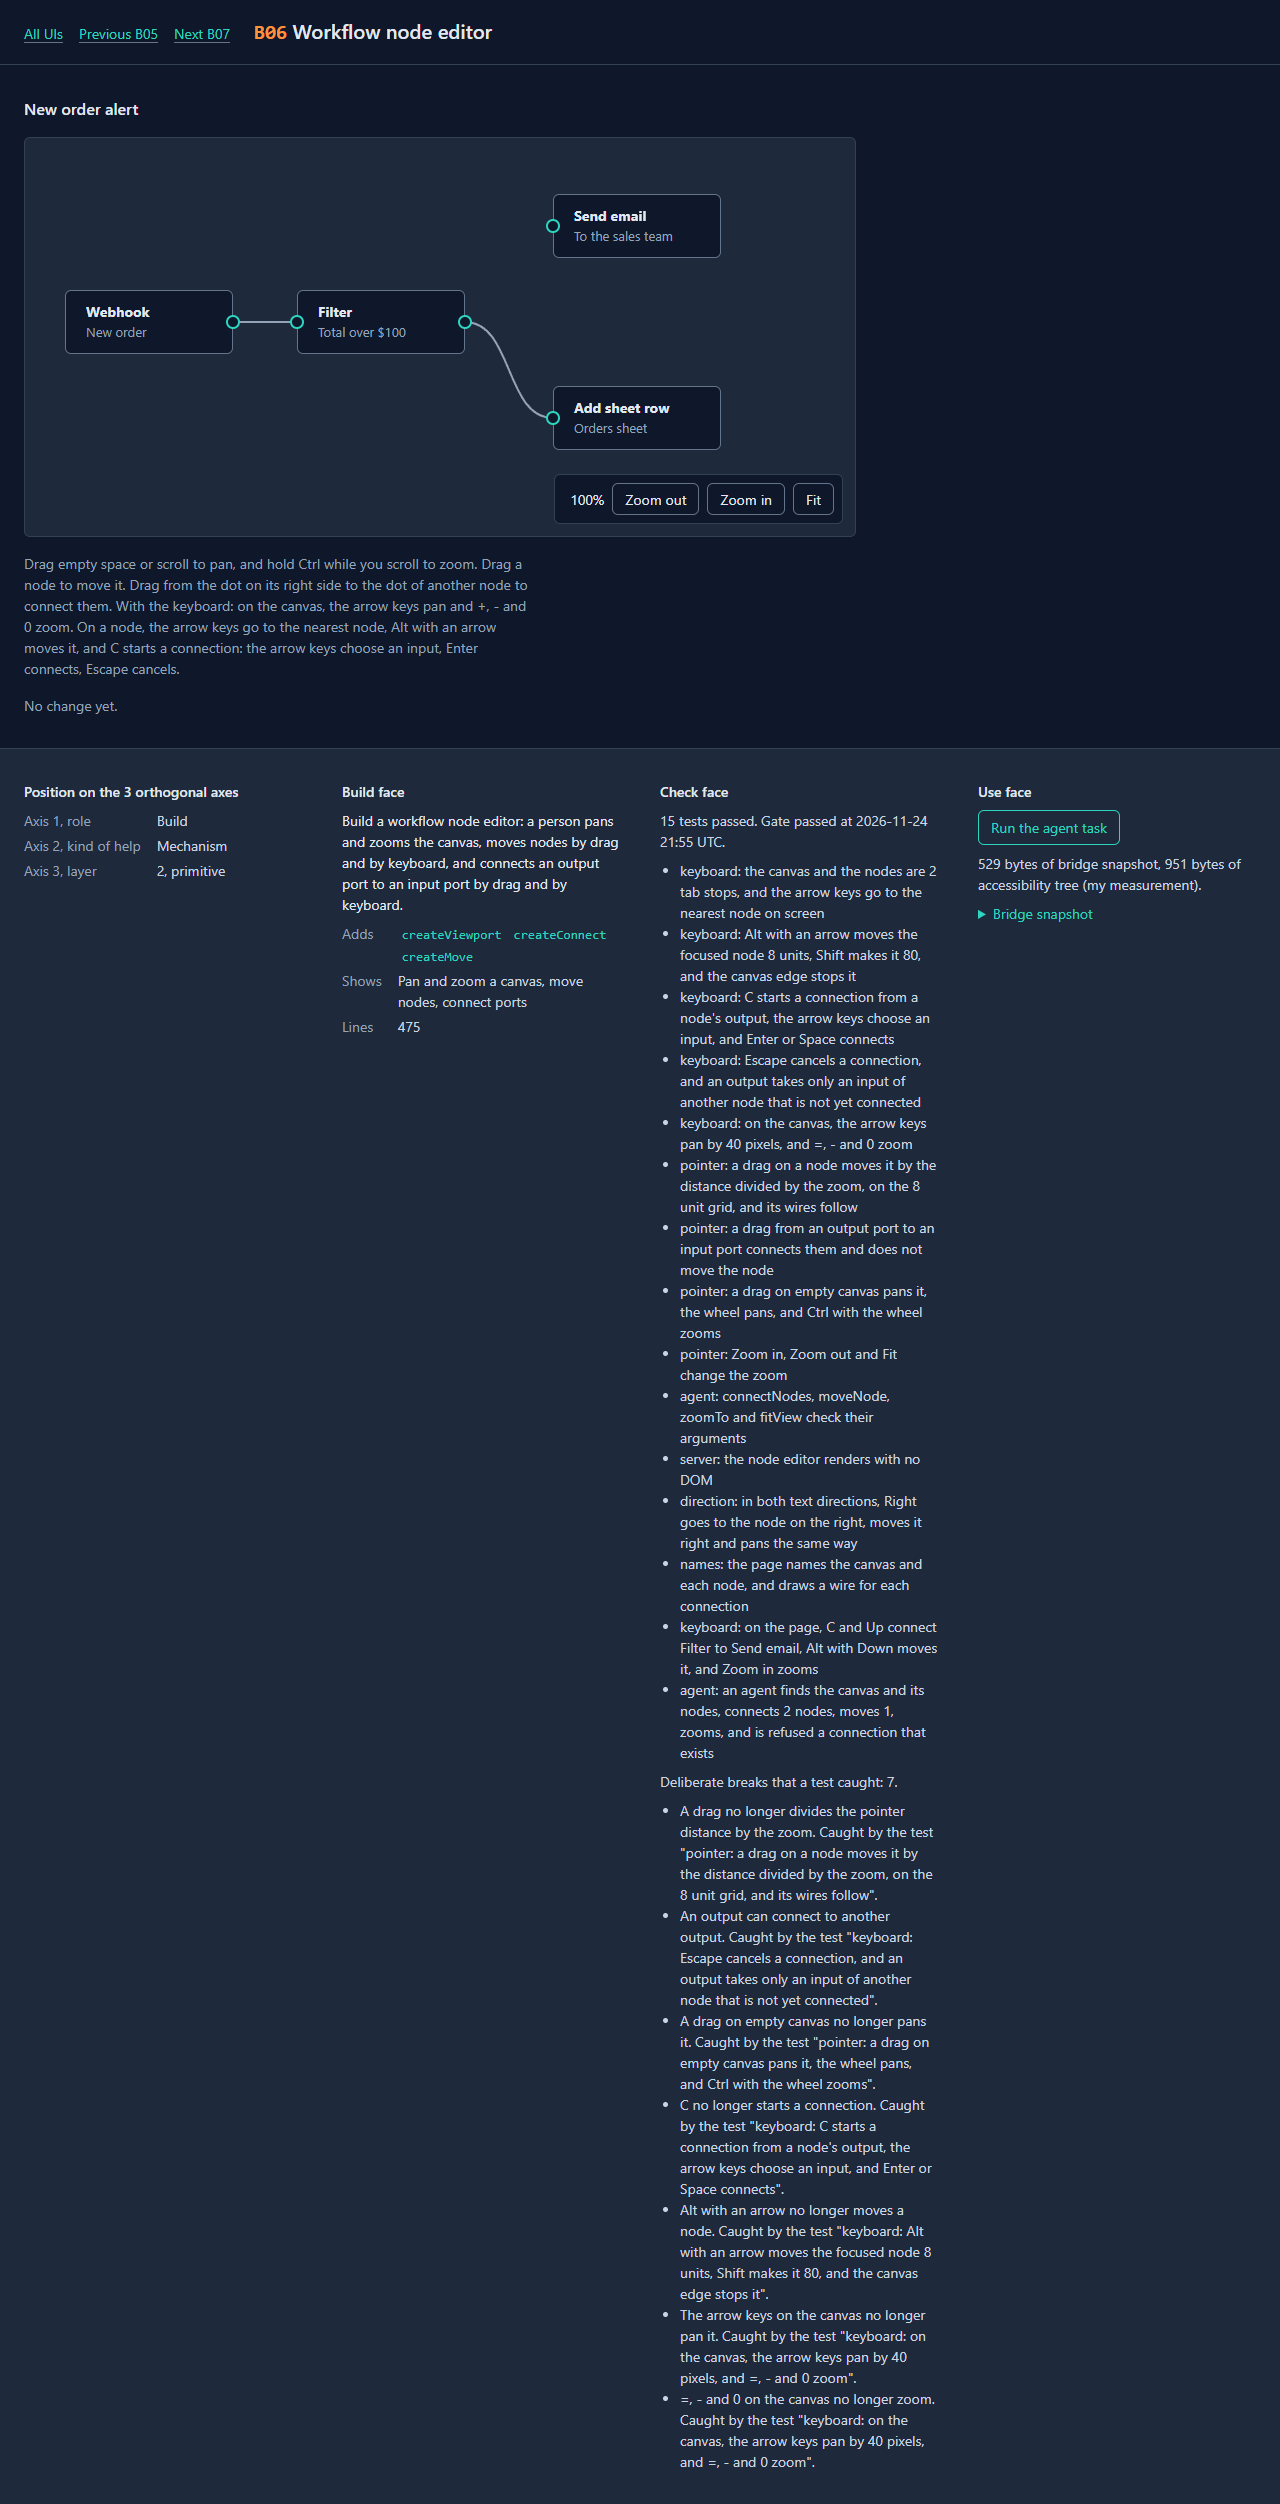 All UIs Previous B05 Next B07 B06 Workflow node editor
New order alert
Send email
To the sales team
Webhook
New order
Filter
Total over $100
Add sheet row
Orders sheet
100% Zoom out Zoom in Fit
Drag empty space or scroll to pan, and hold Ctrl while you scroll to zoom. Drag a
node to move it. Drag from the dot on its right side to the dot of another node to
connect them. With the keyboard: on the canvas, the arrow keys pan and +, - and
0 zoom. On a node, the arrow keys go to the nearest node, Alt with an arrow
moves it, and C starts a connection: the arrow keys choose an input, Enter
connects, Escape cancels.
No change yet.
Position on the 3 orthogonal axes
Axis 1, role Build
Axis 2, kind of help Mechanism
Axis 3, layer 2, primitive
Build face
Build a workflow node editor: a person pans
and zooms the canvas, moves nodes by drag
and by keyboard, and connects an output
port to an input port by drag and by
keyboard.
Adds createViewport createConnect
createMove
Shows Pan and zoom a canvas, move
nodes, connect ports
Lines 475
Check face
15 tests passed. Gate passed at 2026-11-24
21:55 UTC.
• keyboard: the canvas and the nodes are 2
tab stops, and the arrow keys go to the
nearest node on screen
• keyboard: Alt with an arrow moves the
focused node 8 units, Shift makes it 80,
and the canvas edge stops it
• keyboard: C starts a connection from a
node's output, the arrow keys choose an
input, and Enter or Space connects
• keyboard: Escape cancels a connection,
and an output takes only an input of
another node that is not yet connected
• keyboard: on the canvas, the arrow keys
pan by 40 pixels, and =, - and 0 zoom
• pointer: a drag on a node moves it by the
distance divided by the zoom, on the 8
unit grid, and its wires follow
• pointer: a drag from an output port to an
input port connects them and does not
move the node
• pointer: a drag on empty canvas pans it,
the wheel pans, and Ctrl with the wheel
zooms
• pointer: Zoom in, Zoom out and Fit
change the zoom
• agent: connectNodes, moveNode,
zoomTo and fitView check their
arguments
• server: the node editor renders with no
DOM
• direction: in both text directions, Right
goes to the node on the right, moves it
right and pans the same way
• names: the page names the canvas and
each node, and draws a wire for each
connection
• keyboard: on the page, C and Up connect
Filter to Send email, Alt with Down moves
it, and Zoom in zooms
• agent: an agent finds the canvas and its
nodes, connects 2 nodes, moves 1,
zooms, and is refused a connection that
exists
Deliberate breaks that a test caught: 7.
• A drag no longer divides the pointer
distance by the zoom. Caught by the test
"pointer: a drag on a node moves it by
the distance divided by the zoom, on the
8 unit grid, and its wires follow".
• An output can connect to another
output. Caught by the test "keyboard:
Escape cancels a connection, and an
output takes only an input of another
node that is not yet connected".
• A drag on empty canvas no longer pans
it. Caught by the test "pointer: a drag on
empty canvas pans it, the wheel pans,
and Ctrl with the wheel zooms".
• C no longer starts a connection. Caught
by the test "keyboard: C starts a
connection from a node's output, the
arrow keys choose an input, and Enter or
Space connects".
• Alt with an arrow no longer moves a
node. Caught by the test "keyboard: Alt
with an arrow moves the focused node 8
units, Shift makes it 80, and the canvas
edge stops it".
• The arrow keys on the canvas no longer
pan it. Caught by the test "keyboard: on
the canvas, the arrow keys pan by 40
pixels, and =, - and 0 zoom".
• =, - and 0 on the canvas no longer zoom.
Caught by the test "keyboard: on the
canvas, the arrow keys pan by 40 pixels,
and =, - and 0 zoom".
Use face
Run the agent task
529 bytes of bridge snapshot, 951 bytes of
accessibility tree (my measurement).
▶ Bridge snapshot